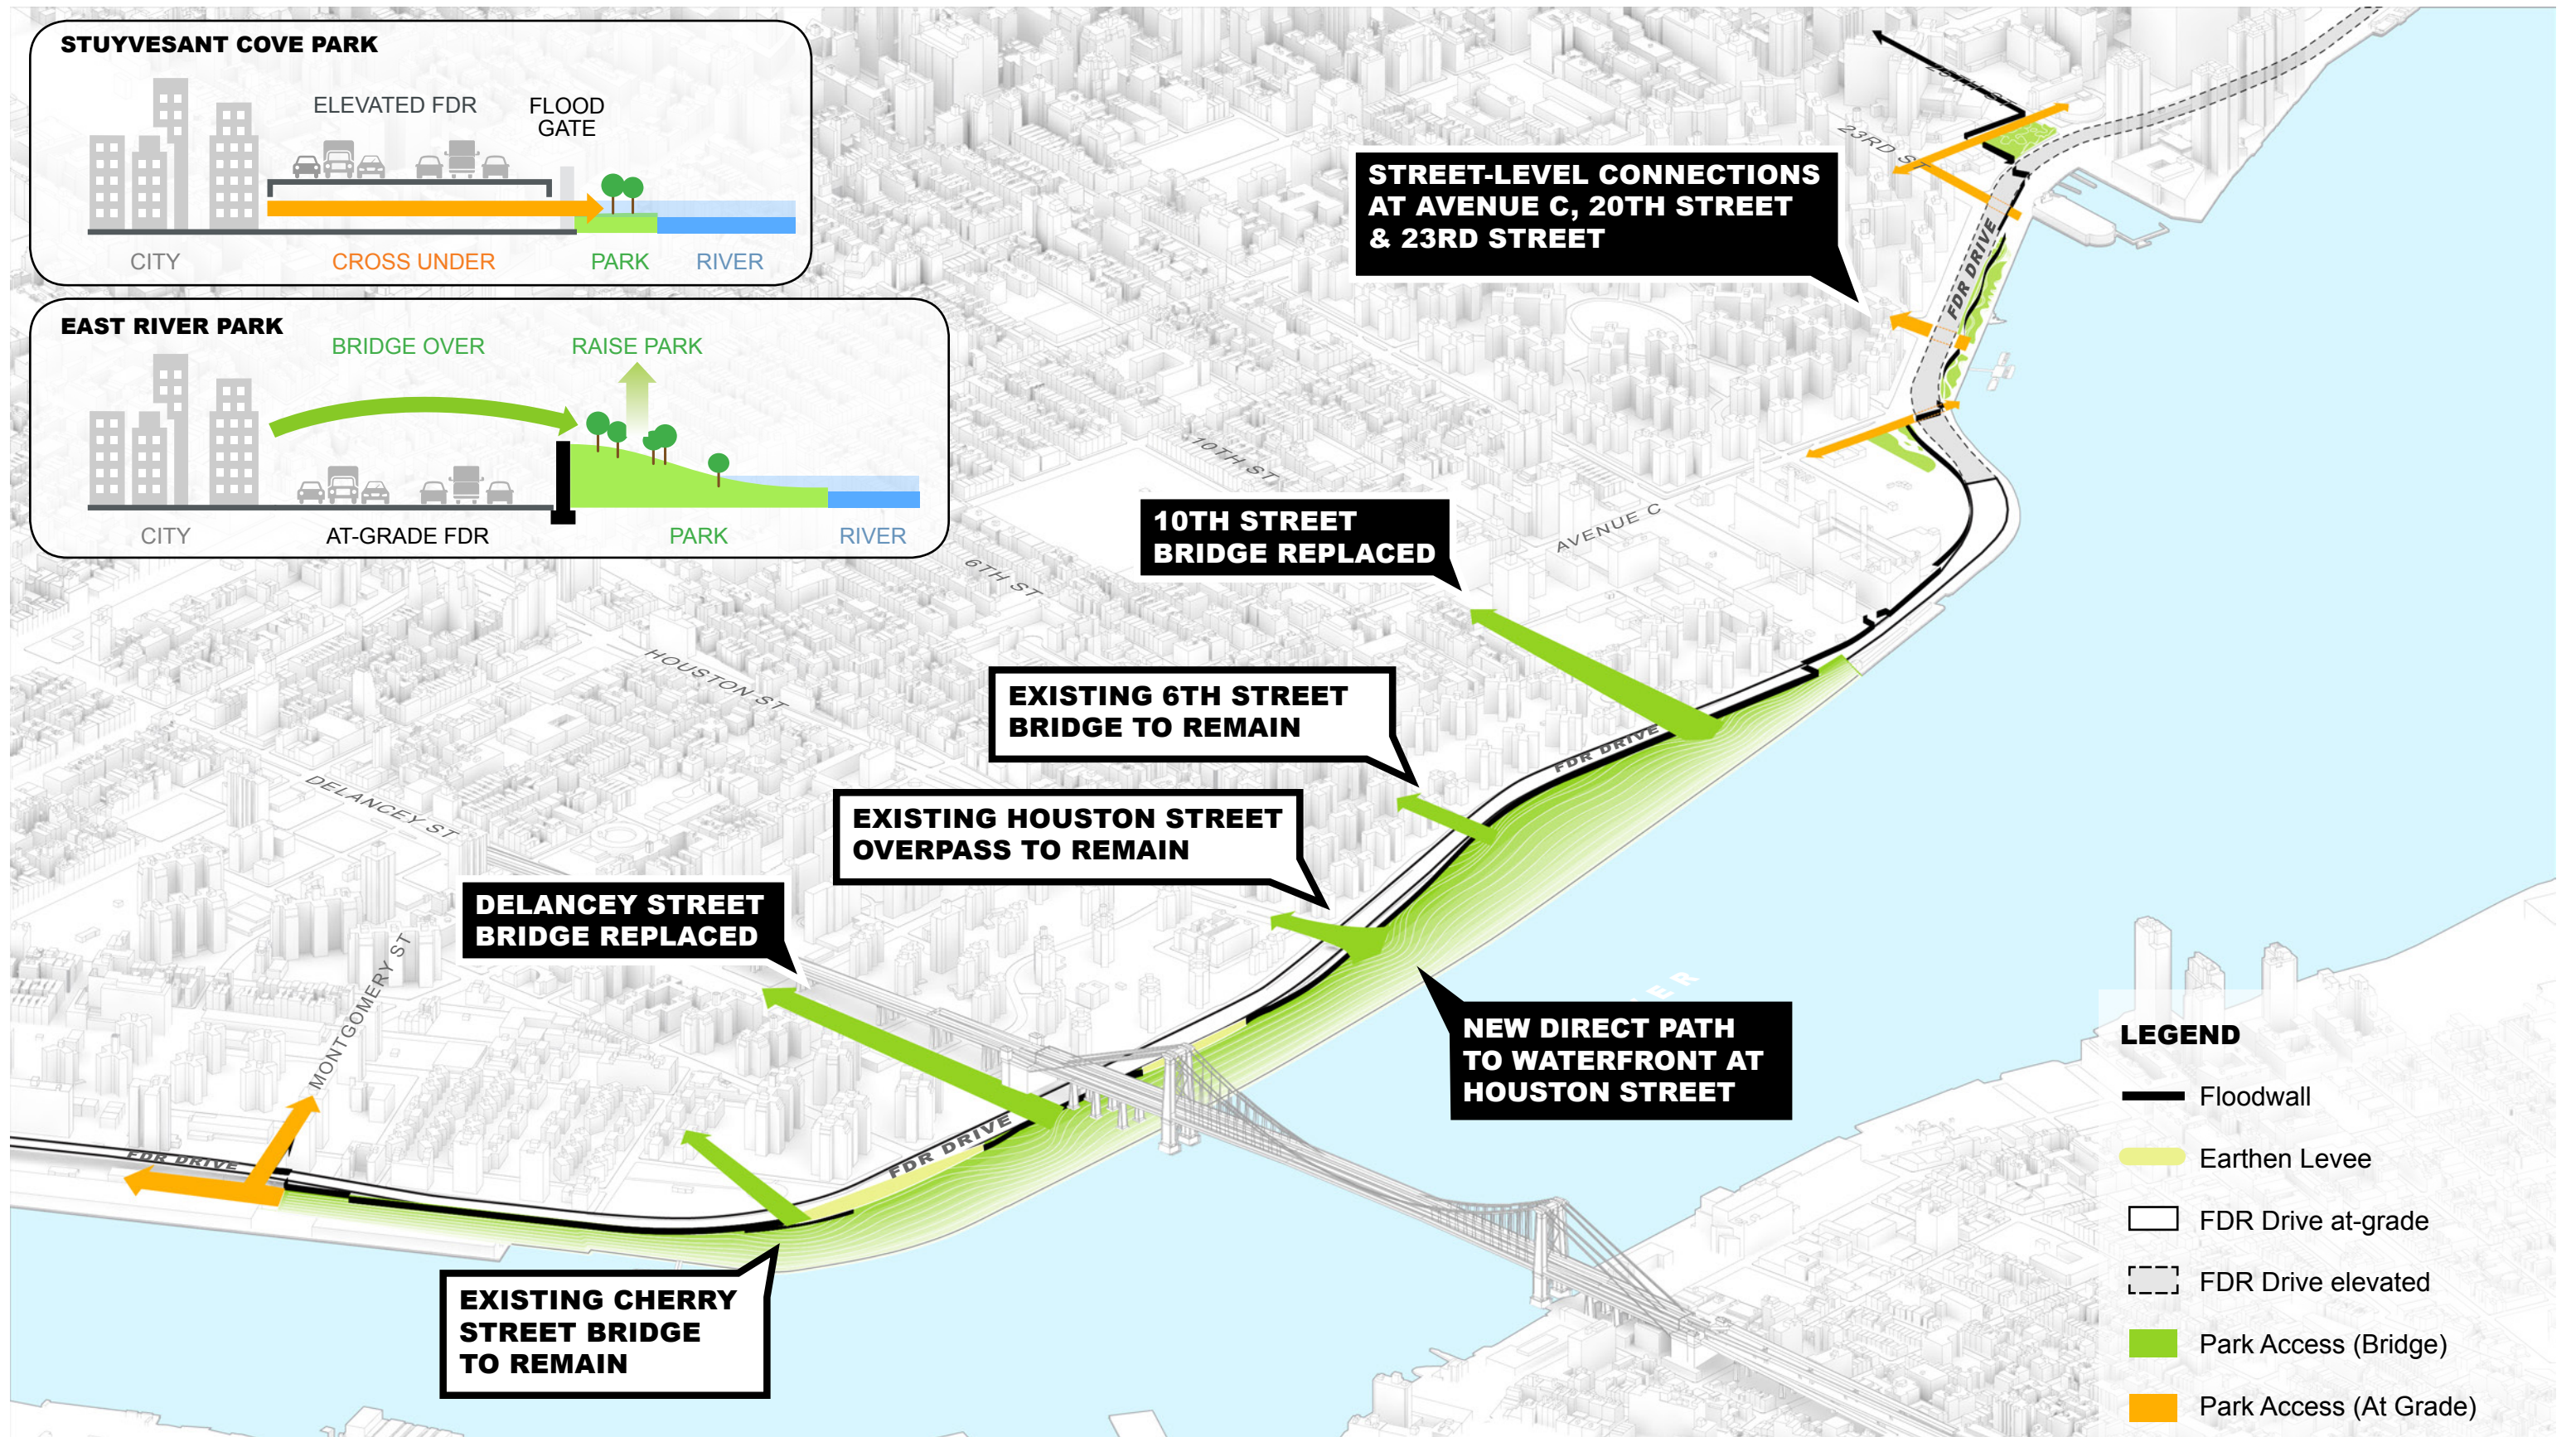 STUYVESANT COVE PARK
ELEVATED FDR
FLOOD
GATE
CITY
CROSS UNDER
PARK
RIVER
EAST RIVER PARK
BRIDGE OVER
RAISE PARK
CITY
AT-GRADE FDR
PARK
RIVER
23RD ST
STREET-LEVEL CONNECTIONS
AT AVENUE C, 20TH STREET
& 23RD STREET
FDR DRIVE
10TH ST
AVENUE C
10TH STREET
BRIDGE REPLACED
6TH ST
HOUSTON ST
EXISTING 6TH STREET
BRIDGE TO REMAIN
FDR DRIVE
DELANCEY ST
EXISTING HOUSTON STREET
OVERPASS TO REMAIN
DELANCEY STREET
BRIDGE REPLACED
MONTGOMERY ST
NEW DIRECT PATH
TO WATERFRONT AT
HOUSTON STREET
FDR DRIVE
FDR DRIVE
EXISTING CHERRY
STREET BRIDGE
TO REMAIN
LEGEND
Floodwall
Earthen Levee
FDR Drive at-grade
FDR Drive elevated
Park Access (Bridge)
Park Access (At Grade)